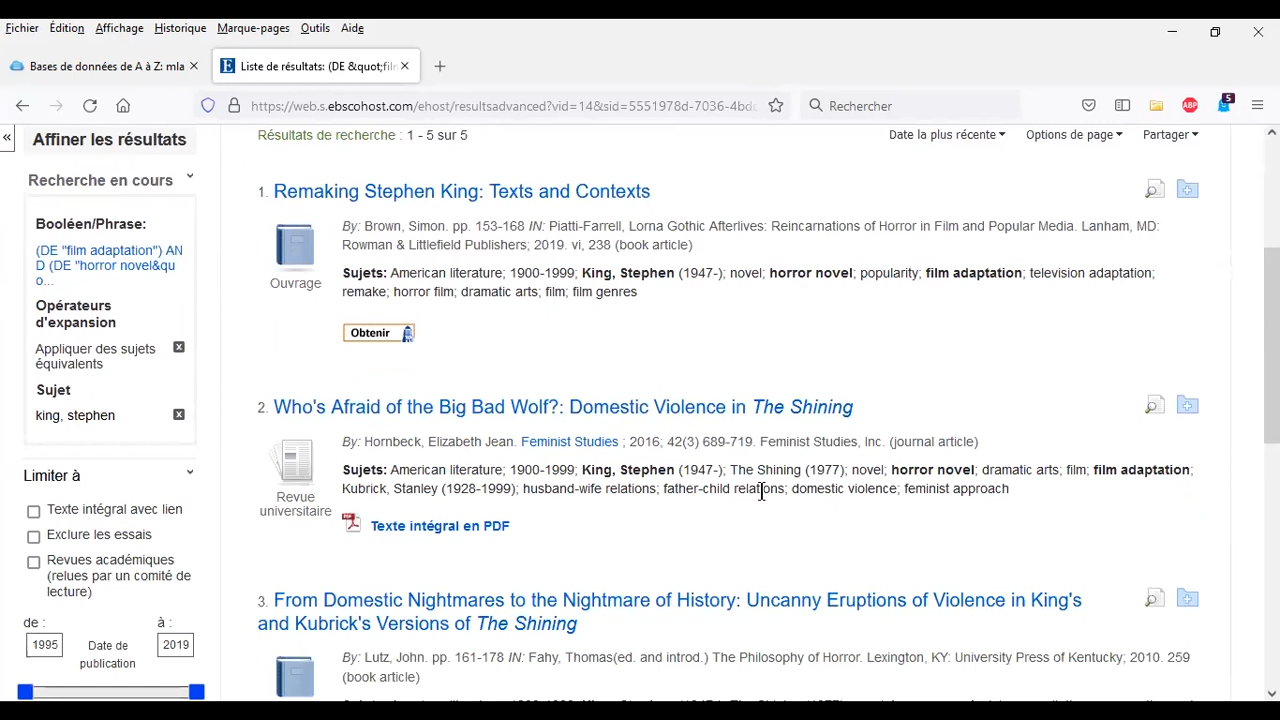 Fichier Édition Affichage Historique Marque-pages Outils Aide
Bases de données de A à Z: mla
Liste de résultats: (DE &quot;film
https://web.s.ebscohost.com/ehost/resultsadvanced?vid=14&sid=5551978d-7036-4bdc
Rechercher
5
Affiner les résultats
Recherche en cours
Booléen/Phrase:
(DE "film adaptation") AN
D (DE "horror novel&qu
o...
Opérateurs
d'expansion
Appliquer des sujets
équivalents
Sujet
king, stephen
Limiter à
Texte intégral avec lien
Exclure les essais
Revues académiques
(relues par un comité de
lecture)
de :
à :
1995
Date de
publication
2019
Résultats de recherche : 1 - 5 sur 5
Date la plus récente
Options de page
Partager
1. Remaking Stephen King: Texts and Contexts
By: Brown, Simon. pp. 153-168 IN: Piatti-Farrell, Lorna Gothic Afterlives: Reincarnations of Horror in Film and Popular Media. Lanham, MD:
Rowman & Littlefield Publishers; 2019. vi, 238 (book article)
Ouvrage
Sujets: American literature; 1900-1999; King, Stephen (1947-); novel; horror novel; popularity; film adaptation; television adaptation;
remake; horror film; dramatic arts; film; film genres
Obtenir
2. Who's Afraid of the Big Bad Wolf?: Domestic Violence in The Shining
By: Hornbeck, Elizabeth Jean. Feminist Studies ; 2016; 42(3) 689-719. Feminist Studies, Inc. (journal article)
Revue
universitaire
Sujets: American literature; 1900-1999; King, Stephen (1947-); The Shining (1977); novel; horror novel; dramatic arts; film; film adaptation;
Kubrick, Stanley (1928-1999); husband-wife relations; father-child relations; domestic violence; feminist approach
Texte intégral en PDF
3. From Domestic Nightmares to the Nightmare of History: Uncanny Eruptions of Violence in King's
and Kubrick's Versions of The Shining
By: Lutz, John. pp. 161-178 IN: Fahy, Thomas(ed. and introd.) The Philosophy of Horror. Lexington, KY: University Press of Kentucky; 2010. 259
(book article)